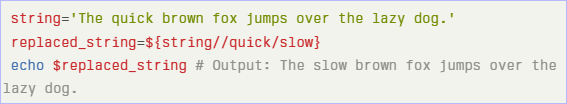 string='The quick brown fox jumps over the lazy dog.'
replaced_string=${string//quick/slow}
echo $replaced_string # Output: The slow brown fox jumps over the
lazy dog.